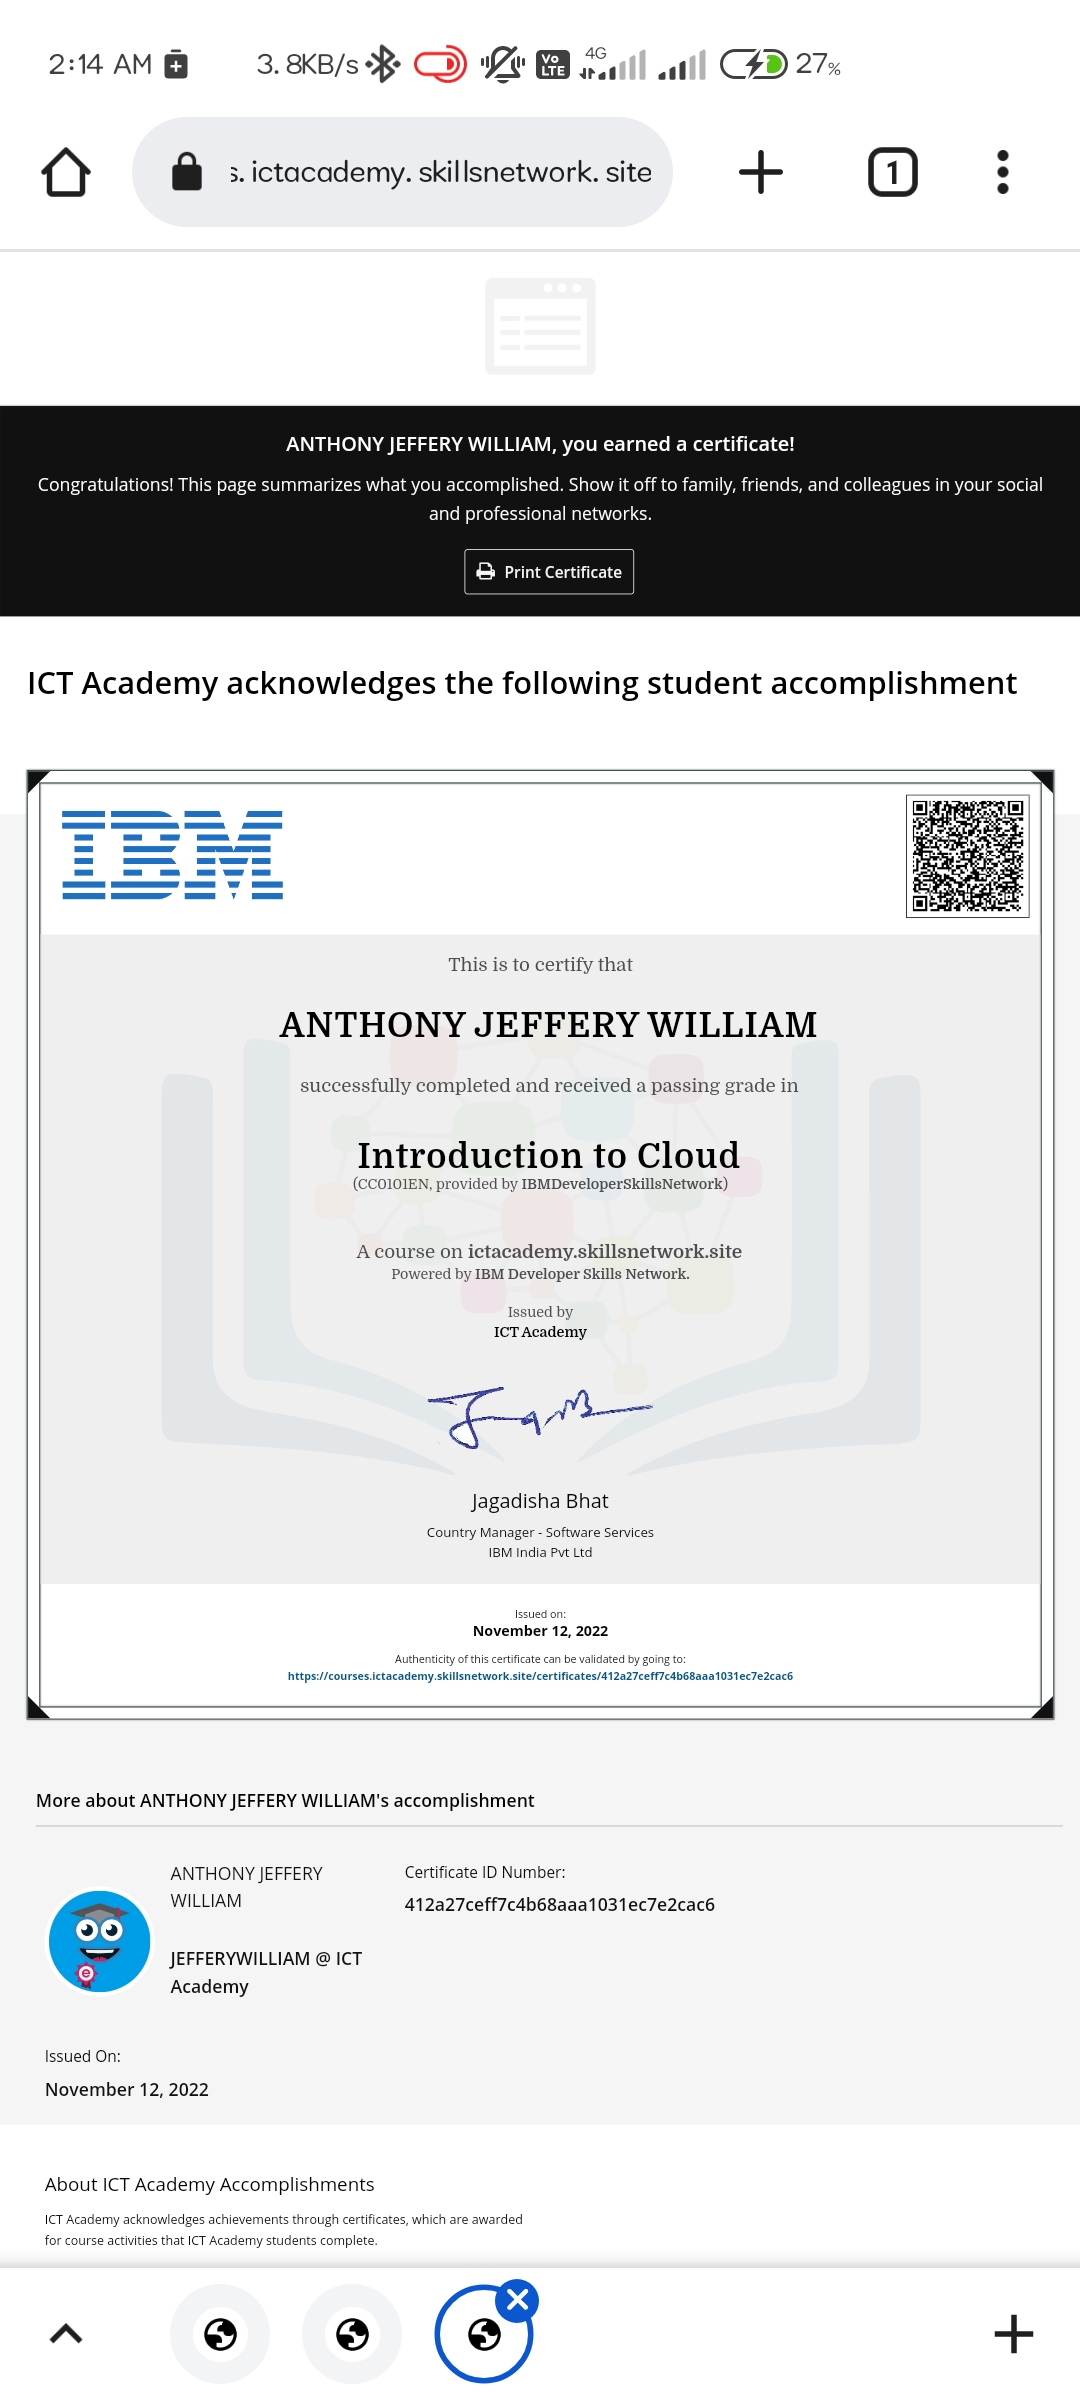 2:14 AM 3.8KB/s Vo LTE 4G 27%
s.ictacademy.skillsnetwork.site 1
ANTHONY JEFFERY WILLIAM, you earned a certificate!
Congratulations! This page summarizes what you accomplished. Show it off to family, friends, and colleagues in your social
and professional networks.
Print Certificate
ICT Academy acknowledges the following student accomplishment
IBM
This is to certify that
ANTHONY JEFFERY WILLIAM
successfully completed and received a passing grade in
Introduction to Cloud
(CC0101EN, provided by IBMDeveloperSkillsNetwork)
A course on ictacademy.skillsnetwork.site
Powered by IBM Developer Skills Network.
Issued by
ICT Academy
Jagadisha Bhat
Country Manager - Software Services
IBM India Pvt Ltd
Issued on:
November 12, 2022
Authenticity of this certificate can be validated by going to:
https://courses.ictacademy.skillsnetwork.site/certificates/412a27ceff7c4b68aaa1031ec7e2cac6
More about ANTHONY JEFFERY WILLIAM's accomplishment
ANTHONY JEFFERY
WILLIAM
JEFFERYWILLIAM @ ICT
Academy
Certificate ID Number:
412a27ceff7c4b68aaa1031ec7e2cac6
Issued On:
November 12, 2022
About ICT Academy Accomplishments
ICT Academy acknowledges achievements through certificates, which are awarded
for course activities that ICT Academy students complete.